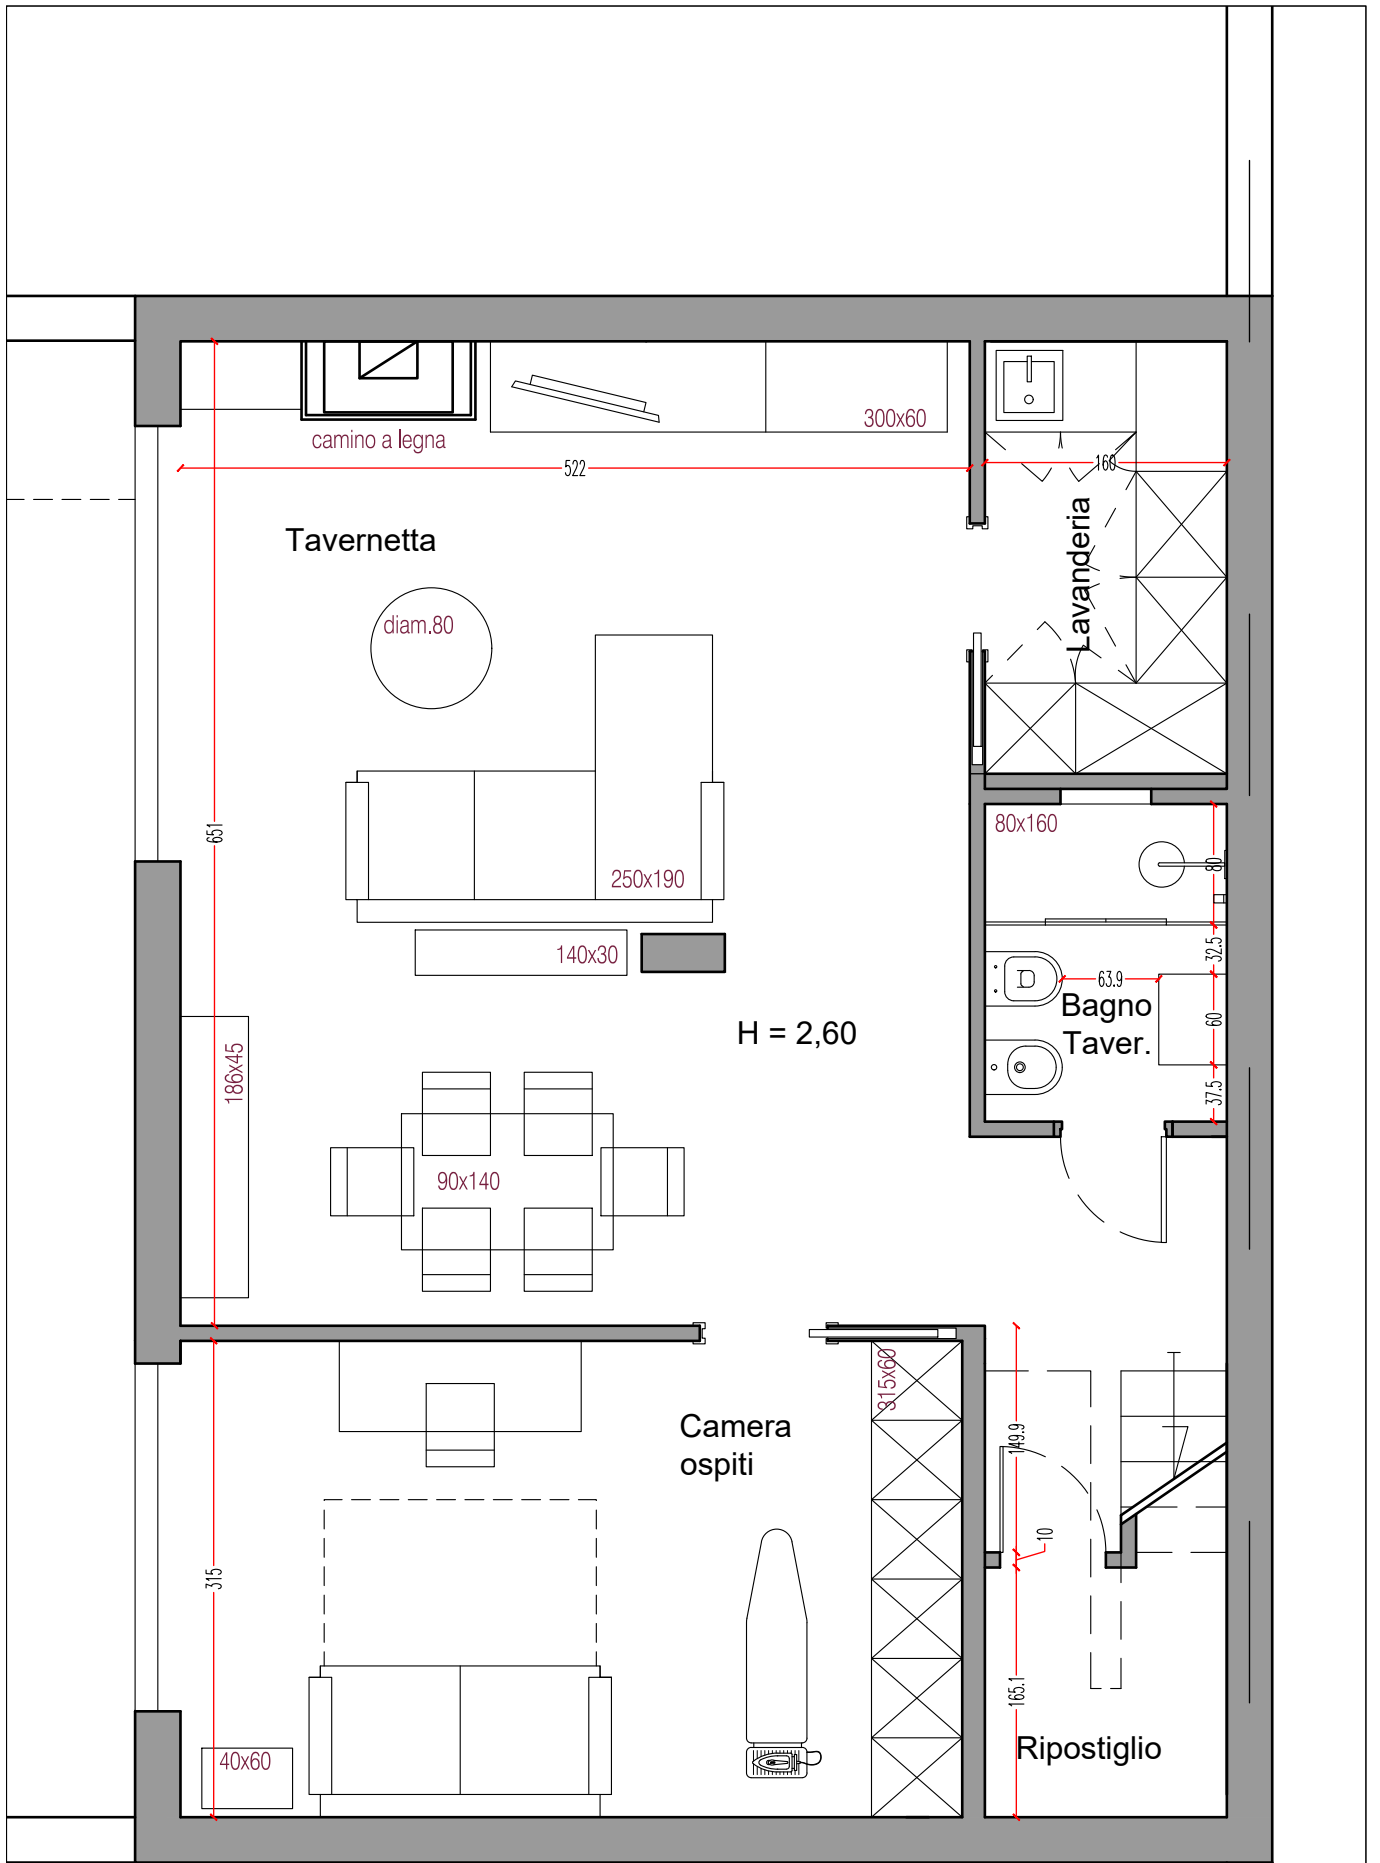 300x60
camino a legna
522
160
Tavernetta
Lavanderia
diam.80
651
80x160
80
250x190
140x30
32.5
63.9
Bagno
Taver.
60
H = 2,60
186x45
37.5
90x140
315x60
Camera
ospiti
149.9
10
315
165.1
Ripostiglio
40x60